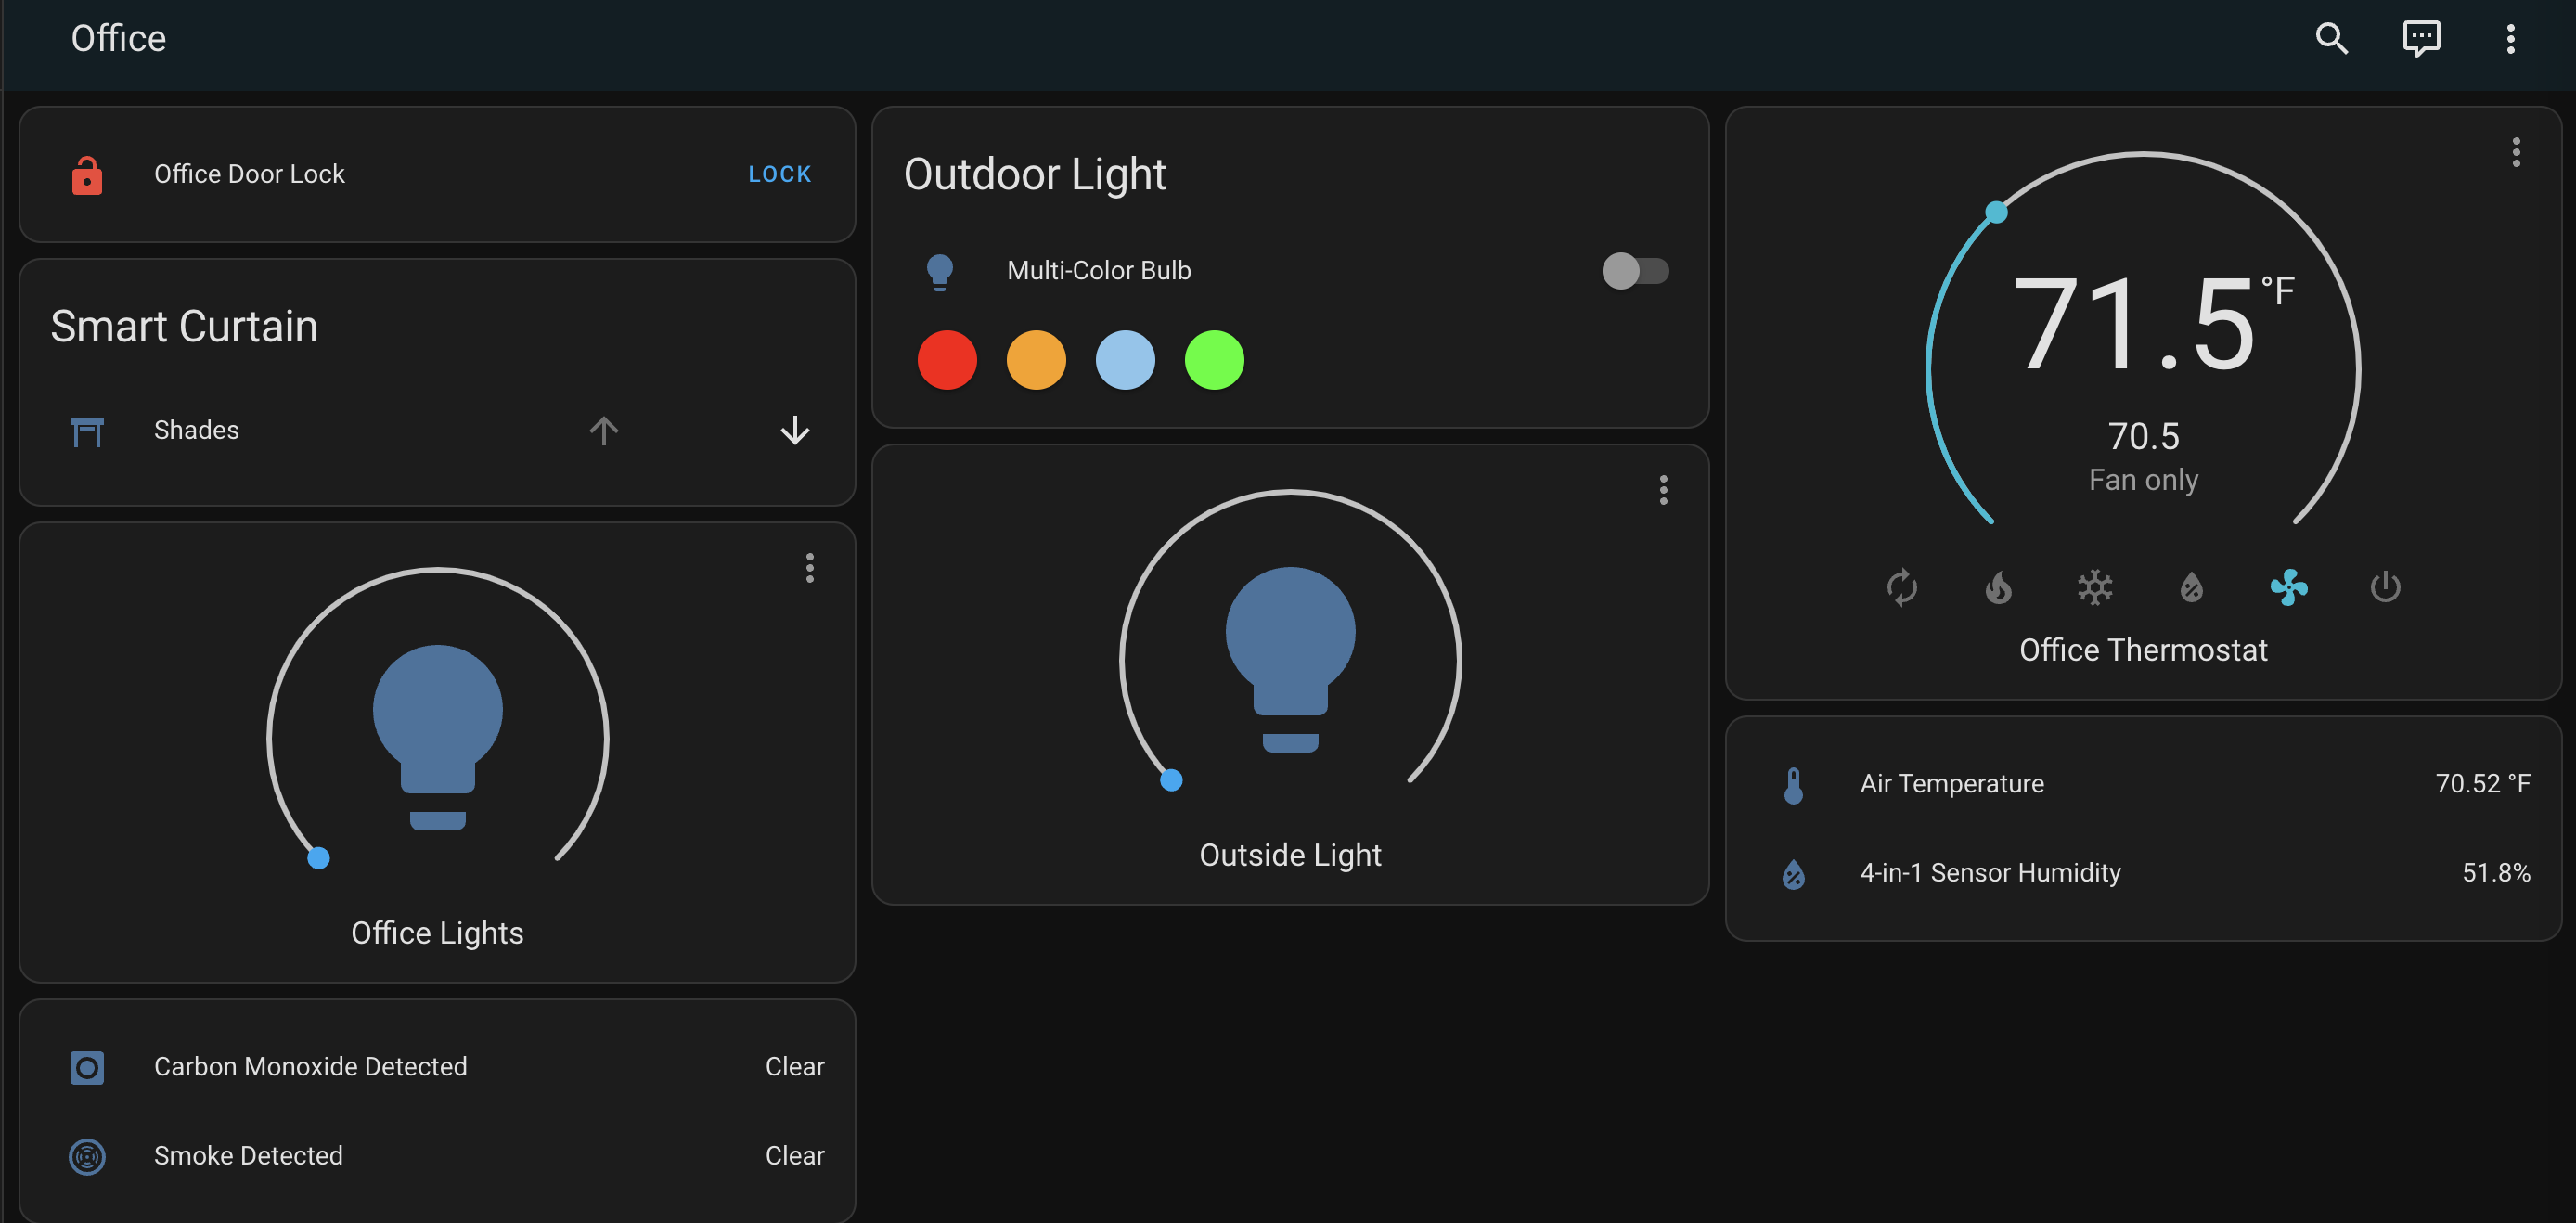 Office
Office Door Lock
LOCK
Smart Curtain
Shades
Office Lights
Carbon Monoxide Detected
Clear
Smoke Detected
Clear
Outdoor Light
Multi-Color Bulb
Outside Light
71.5 °F
70.5
Fan only
Office Thermostat
Air Temperature
70.52 °F
4-in-1 Sensor Humidity
51.8%